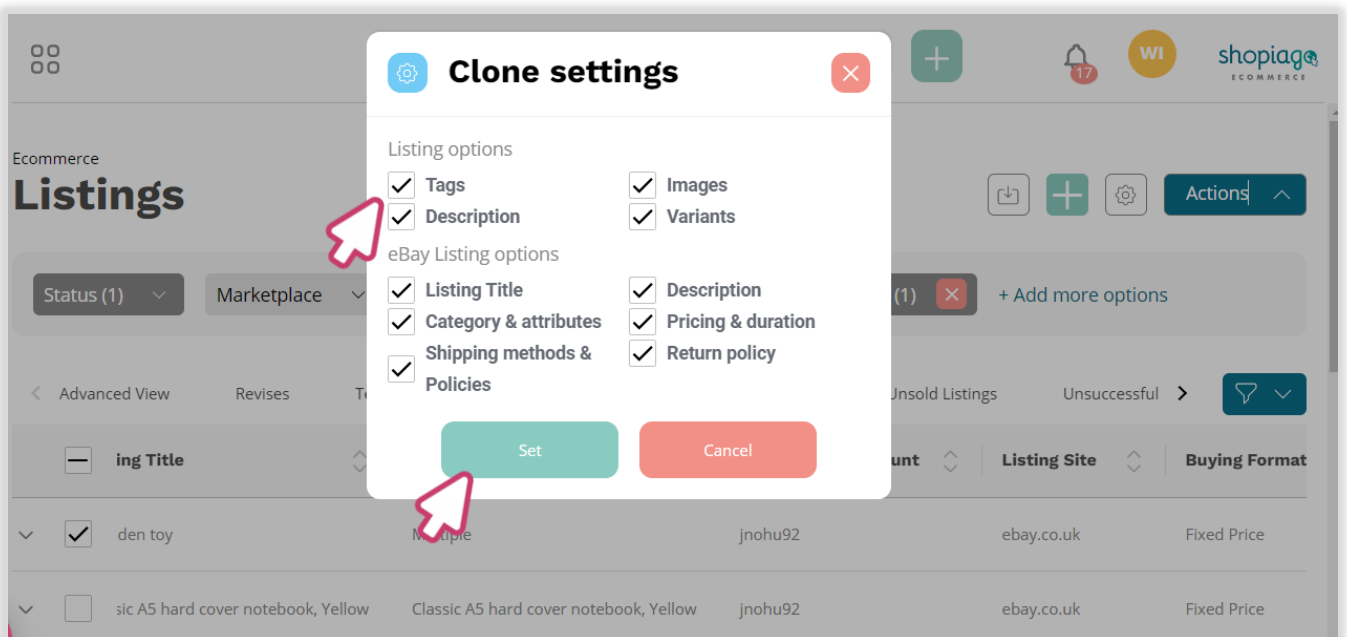 WI
shopiago
ECOMMERCE
17
Clone settings
Listing options
Tags
Images
Description
Variants
eBay Listing options
Listing Title
Description
Category & attributes
Pricing & duration
Shipping methods &
Policies
Return policy
Set
Cancel
Ecommerce
Listings
Actions
Status (1)
Marketplace
(1)
+ Add more options
Advanced View
Revises
Unsold Listings
Unsuccessful
ing Title
unt
Listing Site
Buying Format
den toy
jnohu92
ebay.co.uk
Fixed Price
sic A5 hard cover notebook, Yellow
Classic A5 hard cover notebook, Yellow
jnohu92
ebay.co.uk
Fixed Price